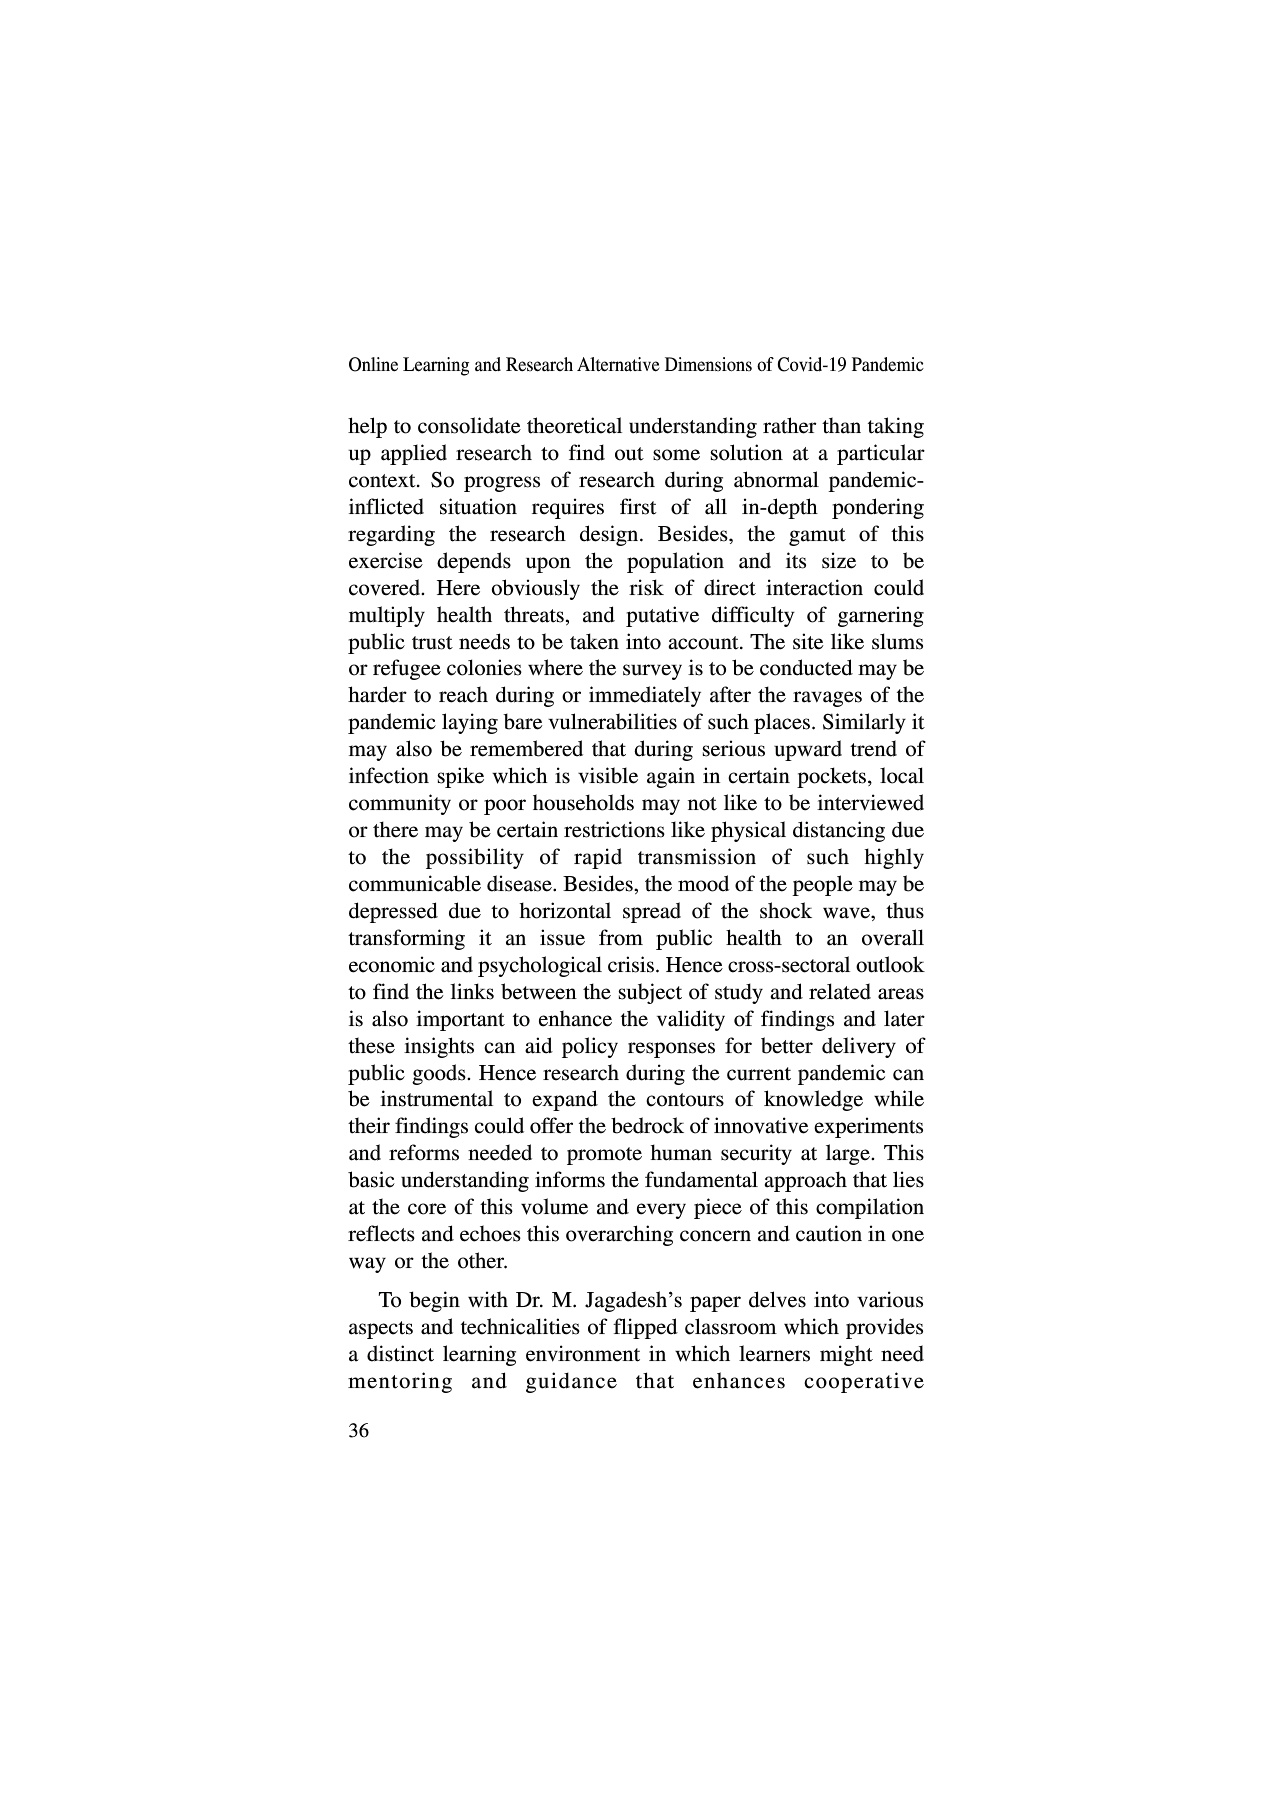 Online Learning and Research Alternative Dimensions of Covid-19 Pandemic
help to consolidate theoretical understanding rather than taking
up applied research to find out some solution at a particular
context. So progress of research during abnormal pandemic-
inflicted situation requires first of all in-depth pondering
regarding the research design. Besides, the gamut of this
exercise depends upon the population and its size to be
covered. Here obviously the risk of direct interaction could
multiply health threats, and putative difficulty of garnering
public trust needs to be taken into account. The site like slums
or refugee colonies where the survey is to be conducted may be
harder to reach during or immediately after the ravages of the
pandemic laying bare vulnerabilities of such places. Similarly it
may also be remembered that during serious upward trend of
infection spike which is visible again in certain pockets, local
community or poor households may not like to be interviewed
or there may be certain restrictions like physical distancing due
to the possibility of rapid transmission of such highly
communicable disease. Besides, the mood of the people may be
depressed due to horizontal spread of the shock wave, thus
transforming it an issue from public health to an overall
economic and psychological crisis. Hence cross-sectoral outlook
to find the links between the subject of study and related areas
is also important to enhance the validity of findings and later
these insights can aid policy responses for better delivery of
public goods. Hence research during the current pandemic can
be instrumental to expand the contours of knowledge while
their findings could offer the bedrock of innovative experiments
and reforms needed to promote human security at large. This
basic understanding informs the fundamental approach that lies
at the core of this volume and every piece of this compilation
reflects and echoes this overarching concern and caution in one
way or the other.
To begin with Dr. M. Jagadesh’s paper delves into various
aspects and technicalities of flipped classroom which provides
a distinct learning environment in which learners might need
mentoring and guidance that enhances cooperative
36